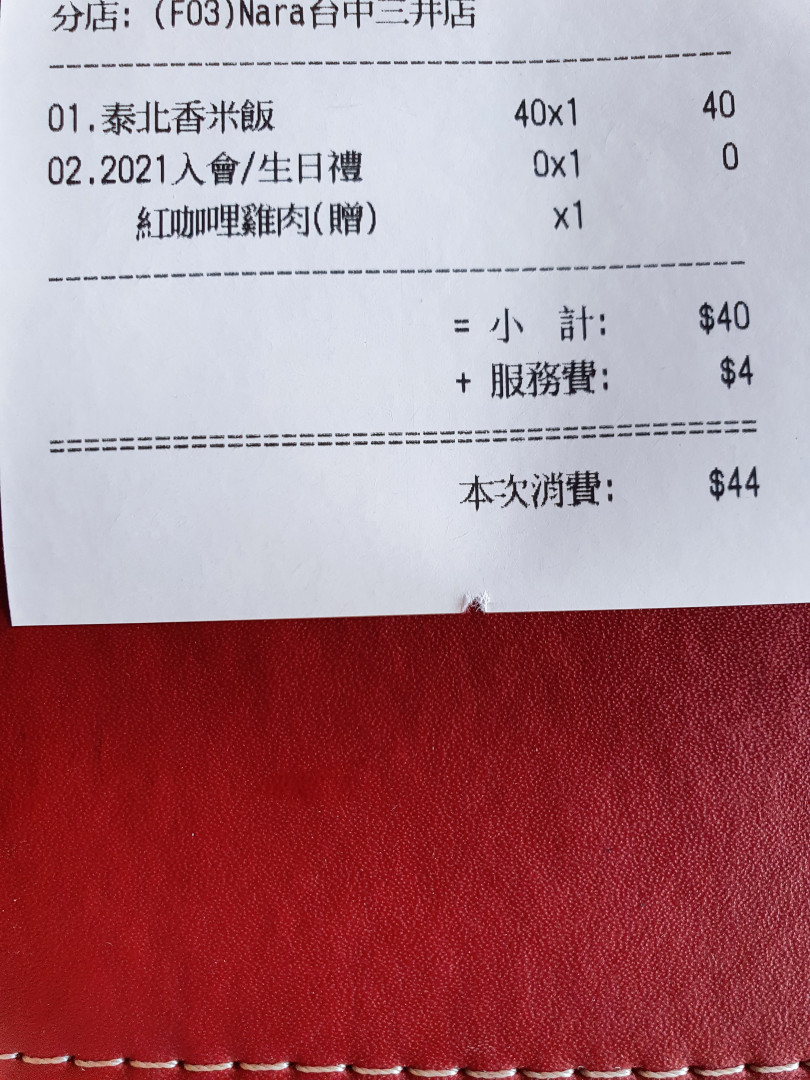 分店: (F03)Nara台中三井店
01.泰北香米飯 40x1 40
02.2021入會/生日禮 0x1 0
紅咖哩雞肉(贈) x1
= 小 計: $40
+ 服務費: $4
本次消費: $44